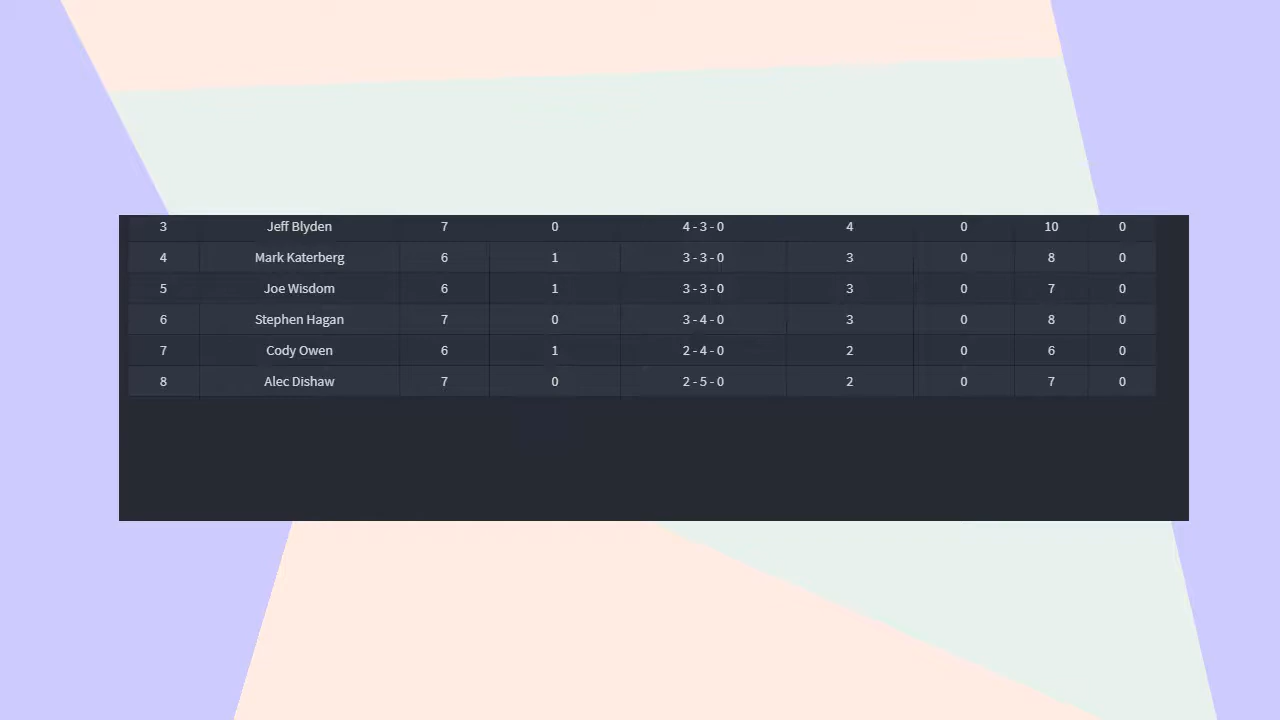 3 Jeff Blyden 7 0 4 - 3 - 0 4 0 10 0
4 Mark Katerberg 6 1 3 - 3 - 0 3 0 8 0
5 Joe Wisdom 6 1 3 - 3 - 0 3 0 7 0
6 Stephen Hagan 7 0 3 - 4 - 0 3 0 8 0
7 Cody Owen 6 1 2 - 4 - 0 2 0 6 0
8 Alec Dishaw 7 0 2 - 5 - 0 2 0 7 0